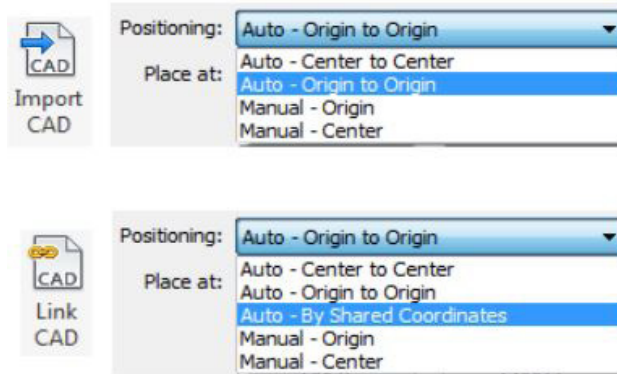 CAD
Import
CAD
Positioning: Auto - Origin to Origin
Auto - Center to Center
Place at: Auto - Origin to Origin
Manual - Origin
Manual - Center
CAD
Link
CAD
Positioning: Auto - Origin to Origin
Auto - Center to Center
Place at: Auto - Origin to Origin
Auto - By Shared Coordinates
Manual - Origin
Manual - Center